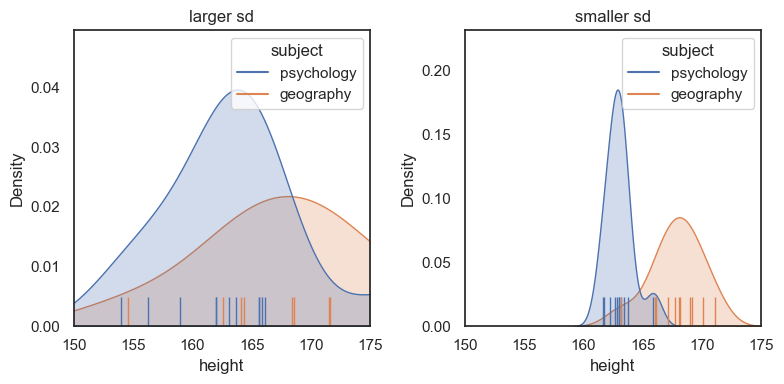 larger sd
subject
psychology
geography
Density
0.04
0.03
0.02
0.01
0.00
150 155 160 165 170 175
height
smaller sd
subject
psychology
geography
Density
0.20
0.15
0.10
0.05
0.00
150 155 160 165 170 175
height